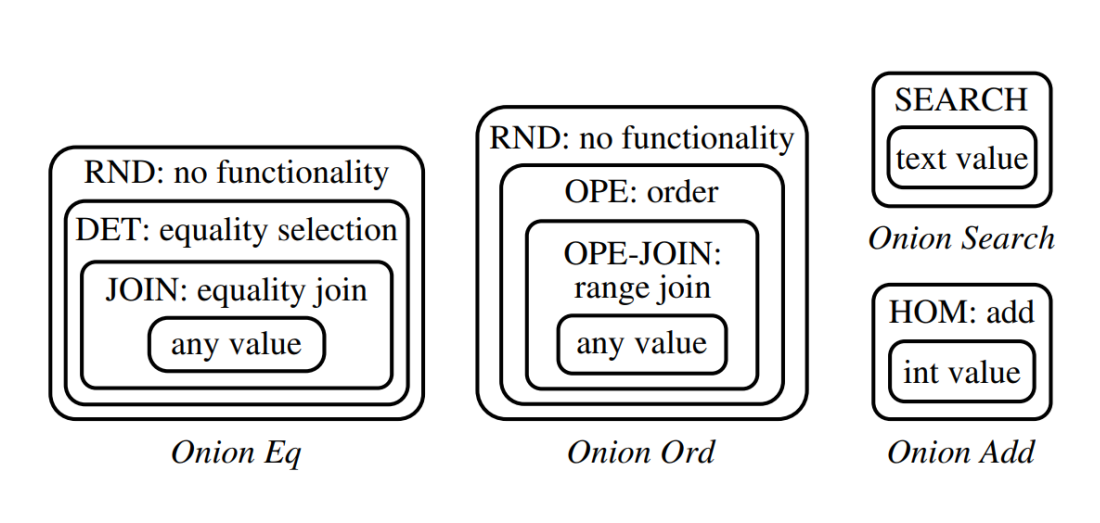 RND: no functionality
DET: equality selection
JOIN: equality join
any value
Onion Eq
RND: no functionality
OPE: order
OPE-JOIN:
range join
any value
Onion Ord
SEARCH
text value
Onion Search
HOM: add
int value
Onion Add